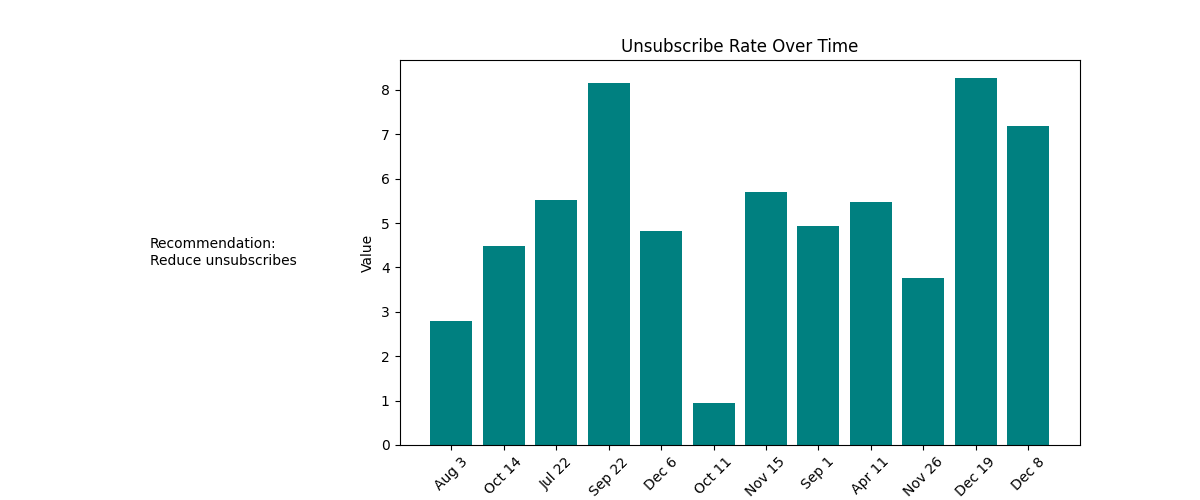 Unsubscribe Rate Over Time
Recommendation:
Reduce unsubscribes
Value
8
7
6
5
4
3
2
1
0
Aug 3
Oct 14
Jul 22
Sep 22
Dec 6
Oct 11
Nov 15
Sep 1
Apr 11
Nov 26
Dec 19
Dec 8